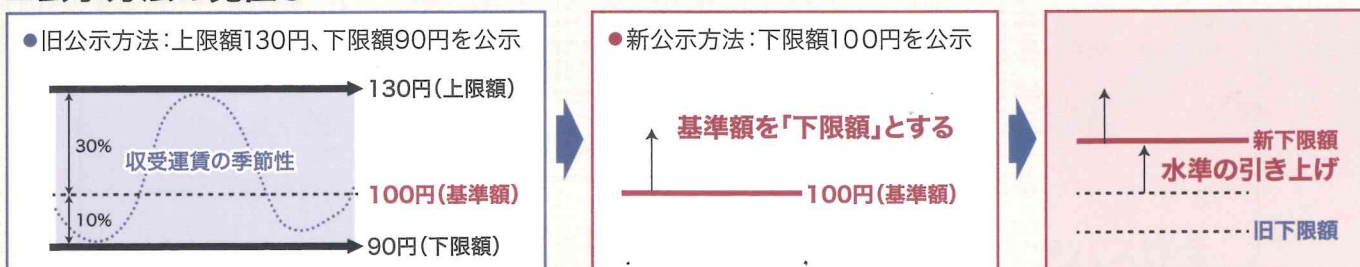 ●旧公示方法：上限額130円、下限額90円を公示
130円(上限額)
30%
収受運賃の季節性
100円(基準額)
10%
90円(下限額)
●新公示方法：下限額100円を公示
基準額を「下限額」とする
100円(基準額)
新下限額
水準の引き上げ
旧下限額